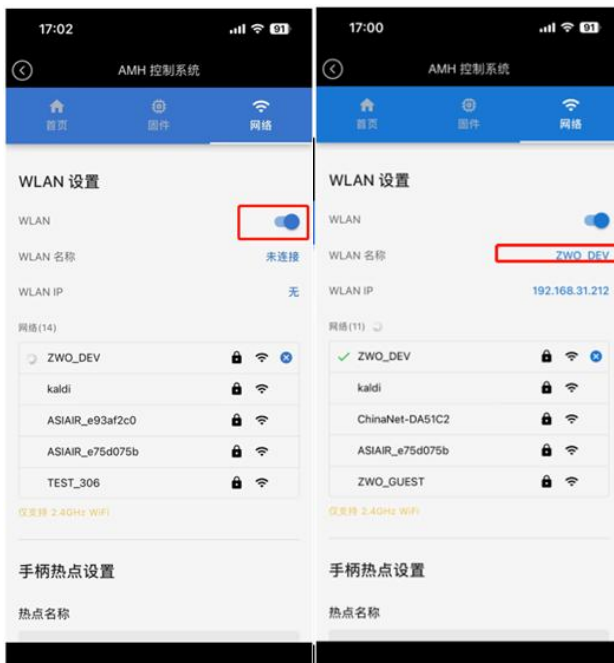 17:02
91
AMH 控制系统
首页 固件 网络
WLAN 设置
WLAN
WLAN 名称 未连接
WLAN IP 无
网络(14)
ZWO_DEV
kaldi
ASIAIR_e93af2c0
ASIAIR_e75d075b
TEST_306
仅支持 2.4GHz WiFi
手柄热点设置
热点名称
17:00
91
AMH 控制系统
首页 固件 网络
WLAN 设置
WLAN
WLAN 名称 ZWO_DEV
WLAN IP 192.168.31.212
网络(11)
ZWO_DEV
kaldi
ChinaNet-DA51C2
ASIAIR_e75d075b
ZWO_GUEST
仅支持 2.4GHz WiFi
手柄热点设置
热点名称